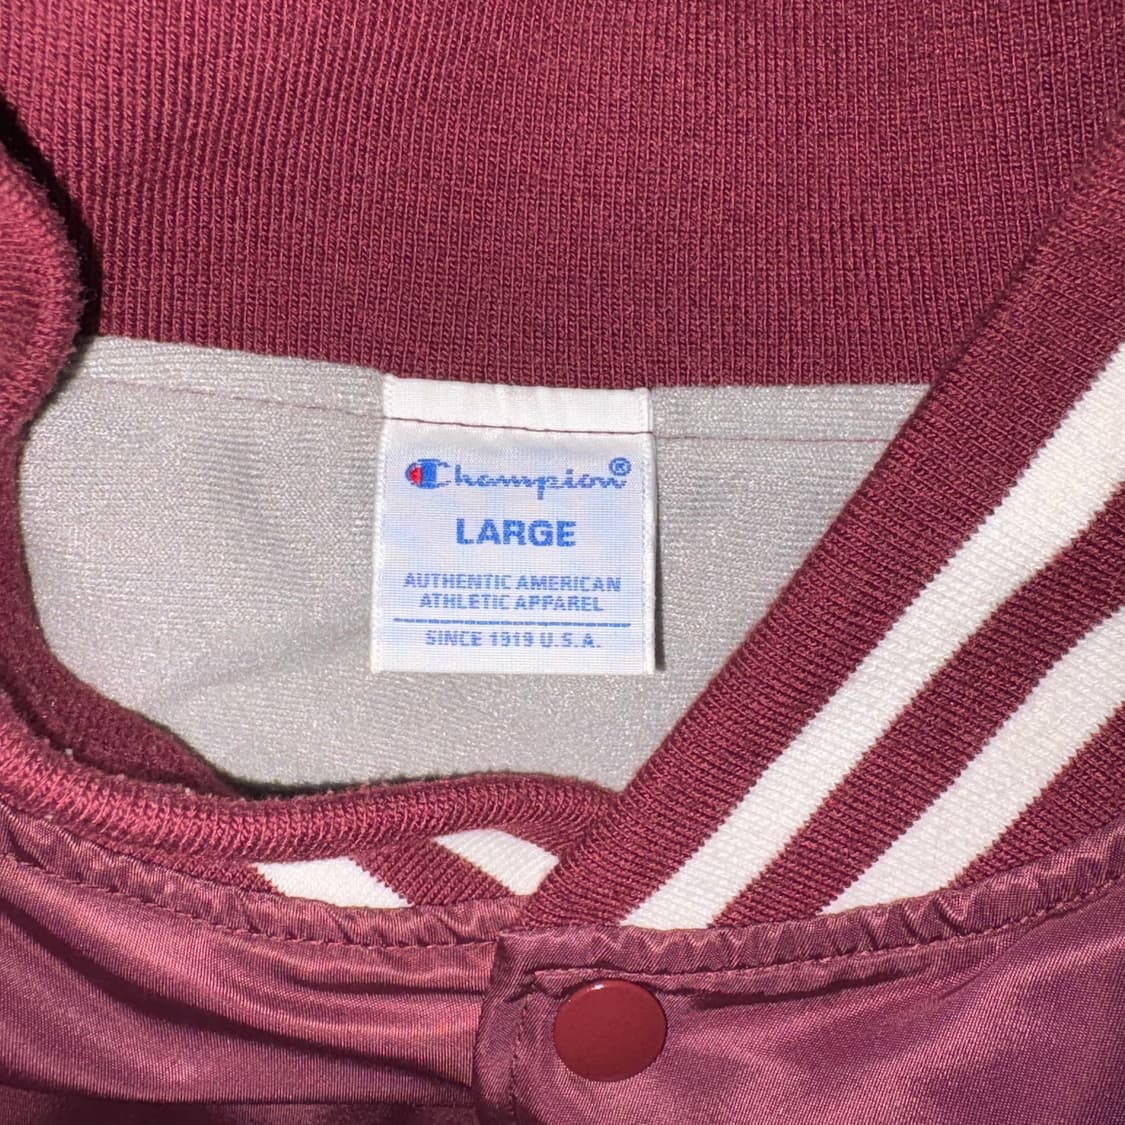 Champion®
LARGE
AUTHENTIC AMERICAN
ATHLETIC APPAREL
SINCE 1919 U.S.A.